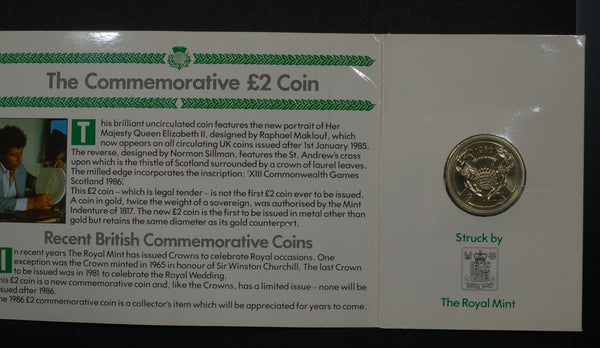 The Commemorative £2 Coin
This brilliant uncirculated coin features the new portrait of Her
Majesty Queen Elizabeth II, designed by Raphael Maklouf, which
now appears on all circulating UK coins issued after 1st January 1985.
The reverse, designed by Norman Sillman, features the St. Andrew's cross
upon which is the thistle of Scotland surrounded by a crown of laurel leaves.
The milled edge incorporates the inscription: 'XIII Commonwealth Games
Scotland 1986'.
This £2 coin – which is legal tender – is not the first £2 coin ever to be issued.
A coin in gold, twice the weight of a sovereign, was authorised by the Mint
Indenture of 1817. The new £2 coin is the first to be issued in metal other than
gold but retains the same diameter as its gold counterpart.
Recent British Commemorative Coins
In recent years The Royal Mint has issued Crowns to celebrate Royal occasions. One
exception was the Crown minted in 1965 in honour of Sir Winston Churchill. The last Crown
to be issued was in 1981 to celebrate the Royal Wedding.
his £2 coin is a new commemorative coin and, like the Crowns, has a limited issue – none will be
sued after 1986.
he 1986 £2 commemorative coin is a collector's item which will be appreciated for years to come.
1986
Struck by
The Royal Mint